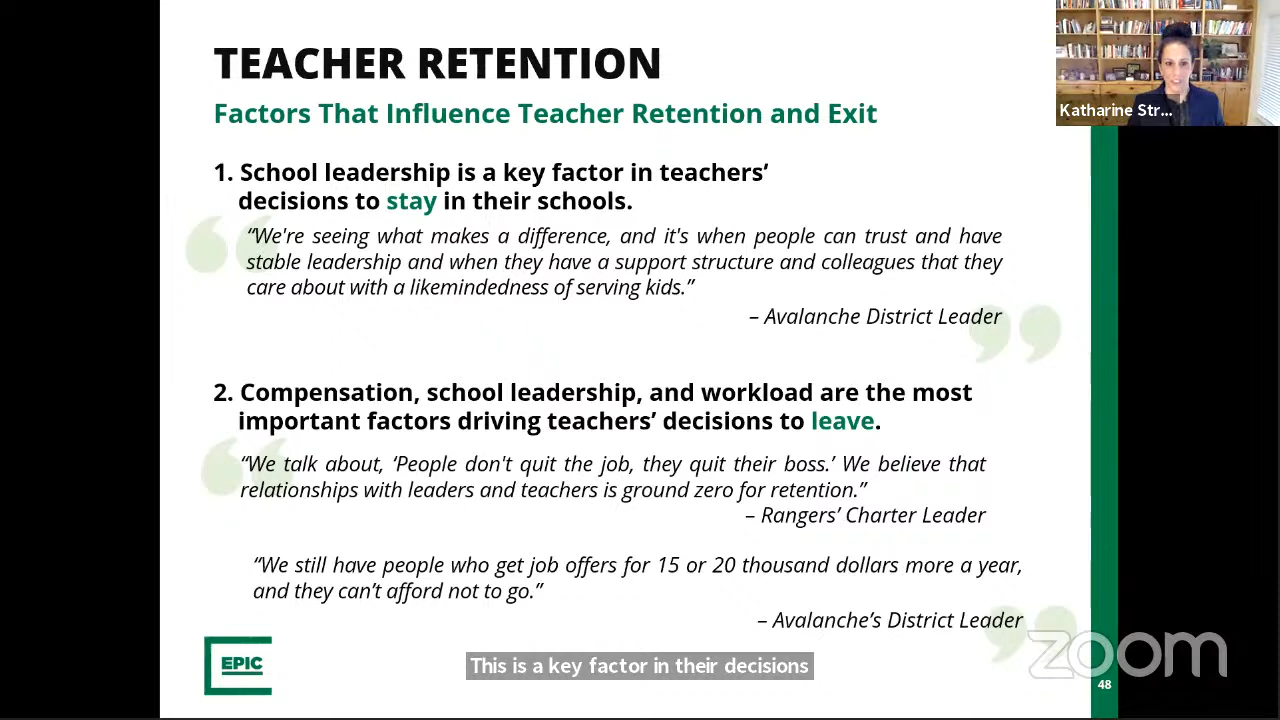 TEACHER RETENTION
Factors That Influence Teacher Retention and Exit
Katharine Str...
1. School leadership is a key factor in teachers‘
decisions to stay in their schools.
“We're seeing what makes a difference, and it's when people can trust and have
stable leadership and when they have a support structure and colleagues that they
care about with a likemindedness of serving kids.”
– Avalanche District Leader
2. Compensation, school leadership, and workload are the most
important factors driving teachers’ decisions to leave.
“We talk about, ‘People don't quit the job, they quit their boss.’ We believe that
relationships with leaders and teachers is ground zero for retention.”
– Rangers’ Charter Leader
“We still have people who get job offers for 15 or 20 thousand dollars more a year,
and they can’t afford not to go.”
– Avalanche’s District Leader
EPIC
This is a key factor in their decisions
zoom
48